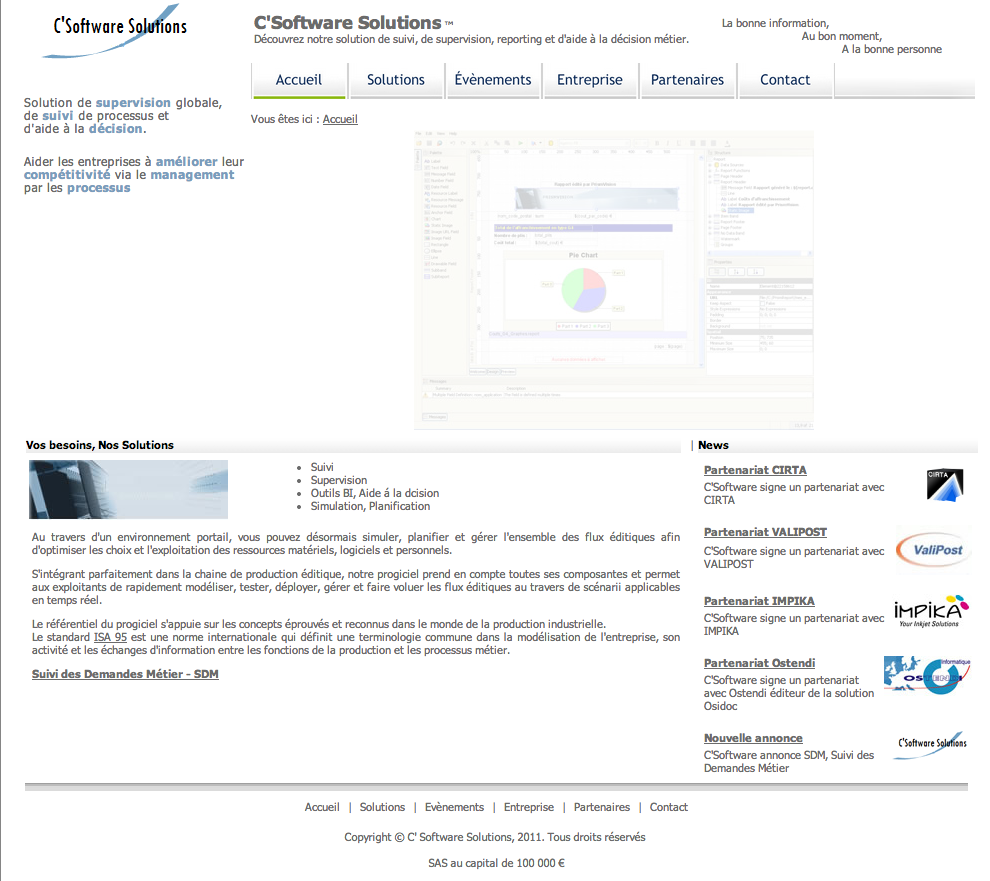 C'Software Solutions
C'Software Solutions ™
Découvrez notre solution de suivi, de supervision, reporting et d'aide à la décision métier.
La bonne information,
Au bon moment,
A la bonne personne
Accueil
Solutions
Évènements
Entreprise
Partenaires
Contact
Solution de supervision globale,
de suivi de processus et
d'aide à la décision.
Aider les entreprises à améliorer leur
compétitivité via le management
par les processus
Vous êtes ici : Accueil
Pie Chart
Vos besoins, Nos Solutions
Suivi
Supervision
Outils BI, Aide á la dcision
Simulation, Planification
Au travers d'un environnement portail, vous pouvez désormais simuler, planifier et gérer l'ensemble des flux éditiques afin
d'optimiser les choix et l'exploitation des ressources matériels, logiciels et personnels.
S'intégrant parfaitement dans la chaine de production éditique, notre progiciel prend en compte toutes ses composantes et permet
aux exploitants de rapidement modéliser, tester, déployer, gérer et faire voluer les flux éditiques au travers de scénarii applicables
en temps réel.
Le référentiel du progiciel s'appuie sur les concepts éprouvés et reconnus dans le monde de la production industrielle.
Le standard ISA 95 est une norme internationale qui définit une terminologie commune dans la modélisation de l'entreprise, son
activité et les échanges d'information entre les fonctions de la production et les processus métier.
Suivi des Demandes Métier - SDM
| News
Partenariat CIRTA
C'Software signe un partenariat avec
CIRTA
CIRTA
Partenariat VALIPOST
C'Software signe un partenariat avec
VALIPOST
ValiPost
Partenariat IMPIKA
C'Software signe un partenariat avec
IMPIKA
IMPIKA
Your Inkjet Solutions
Partenariat Ostendi
C'Software signe un partenariat
avec Ostendi éditeur de la solution
Osidoc
Informatique
OSTENDI
Nouvelle annonce
C'Software annonce SDM, Suivi des
Demandes Métier
C'Software Solutions
Accueil | Solutions | Evènements | Entreprise | Partenaires | Contact
Copyright © C' Software Solutions, 2011. Tous droits réservés
SAS au capital de 100 000 €